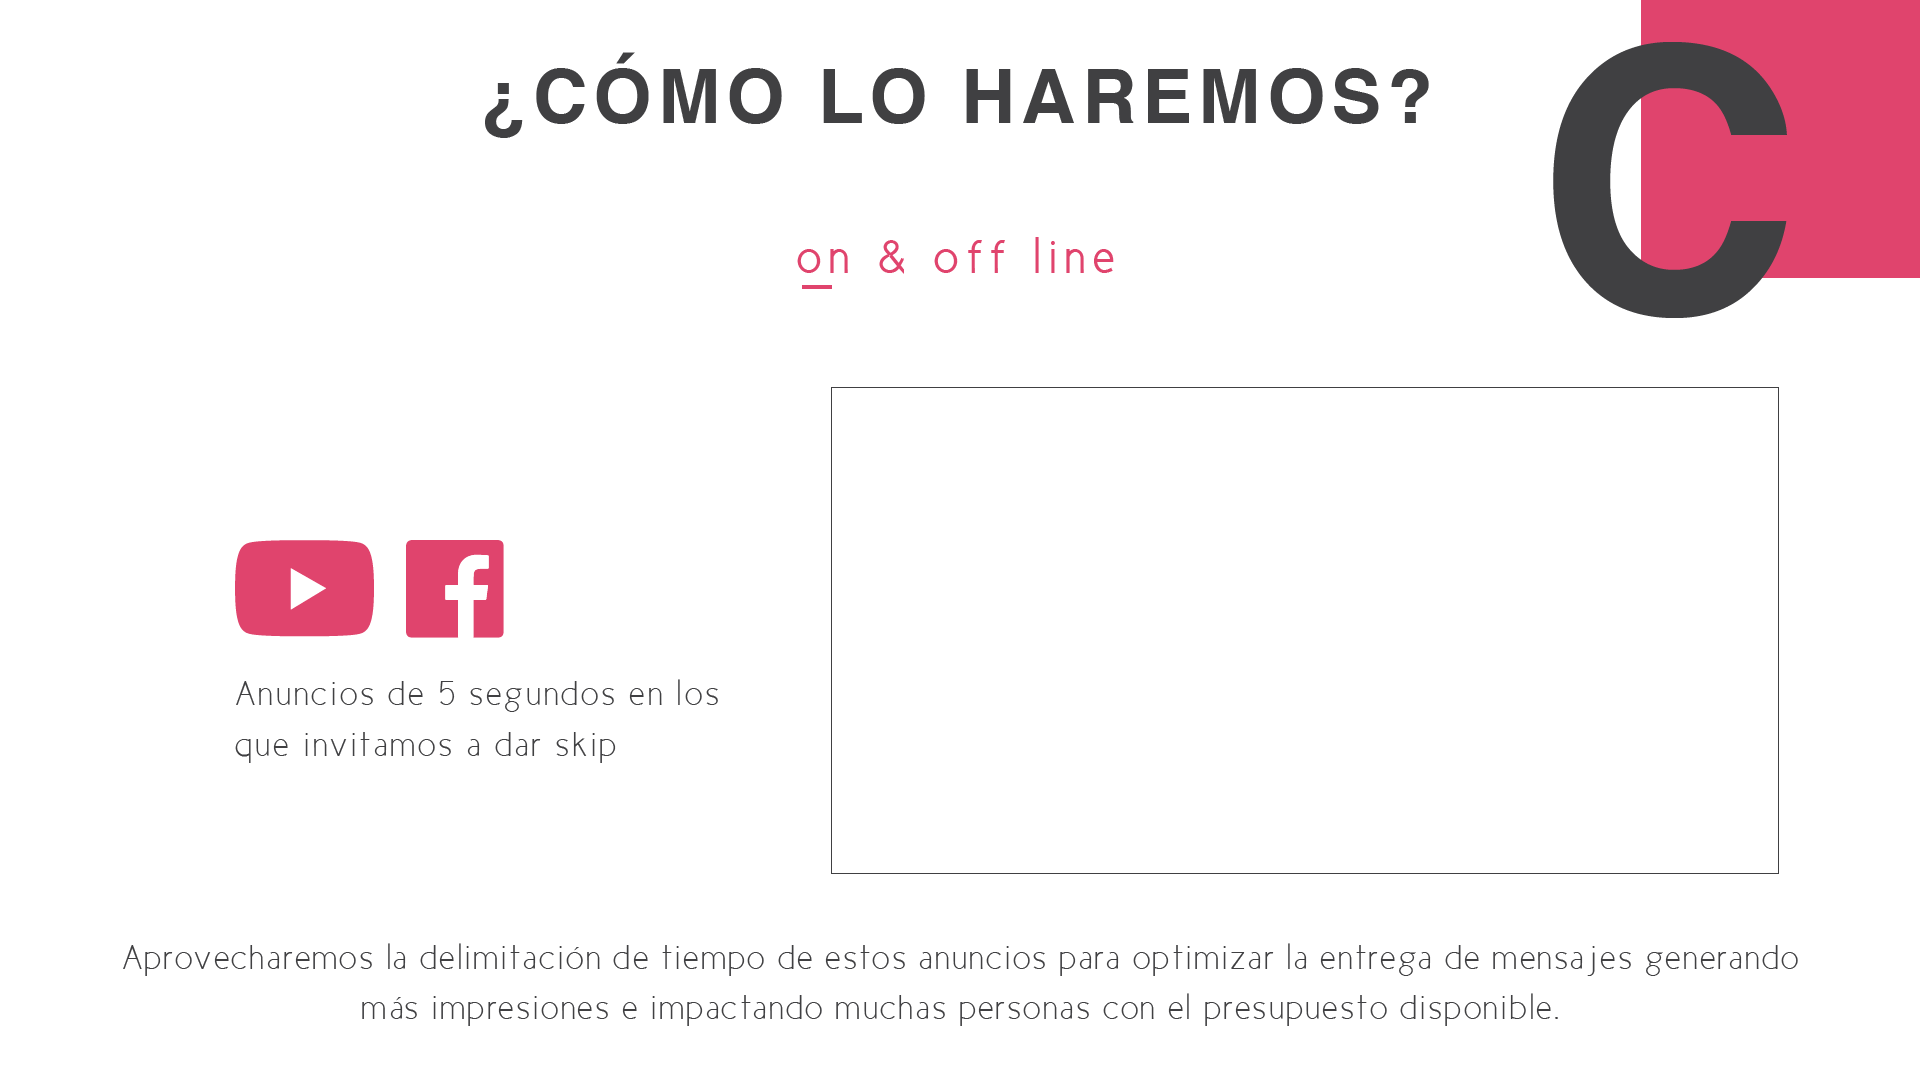 ¿CÓMO LO HAREMOS?
C
on & off line
Anuncios de 5 segundos en los
que invitamos a dar skip
Aprovecharemos la delimitación de tiempo de estos anuncios para optimizar la entrega de mensajes generando
más impresiones e impactando muchas personas con el presupuesto disponible.